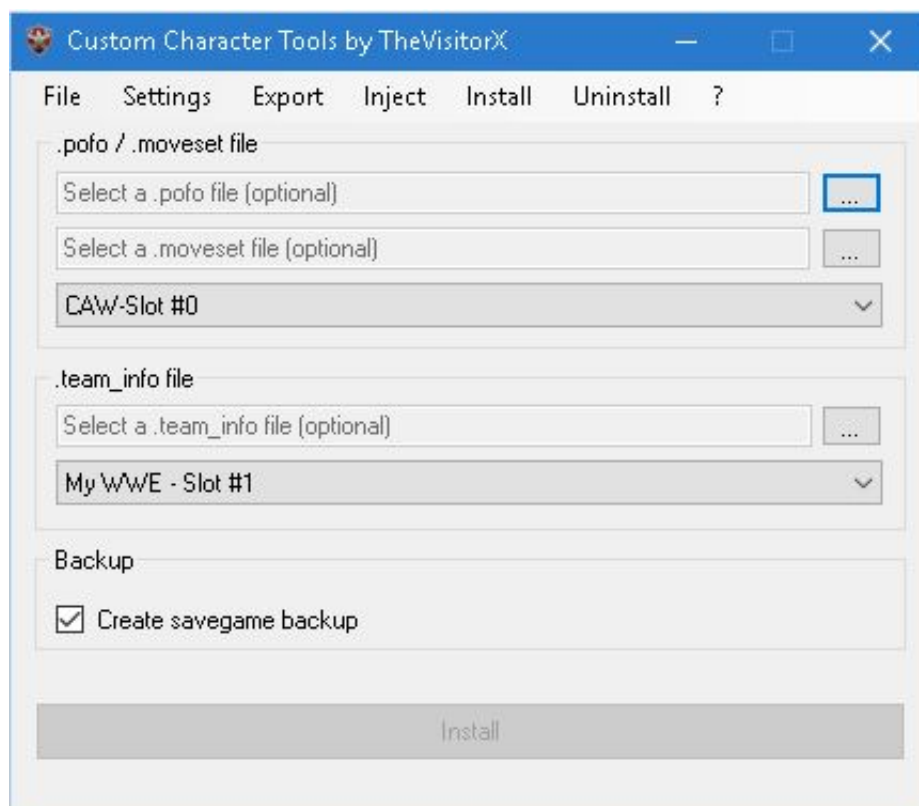 Custom Character Tools by TheVisitorX
File Settings Export Inject Install Uninstall ?
.pofo / .moveset file
Select a .pofo file (optional)
...
Select a .moveset file (optional)
...
CAW-Slot #0
.team_info file
Select a .team_info file (optional)
...
My WWE - Slot #1
Backup
Create savegame backup
Install